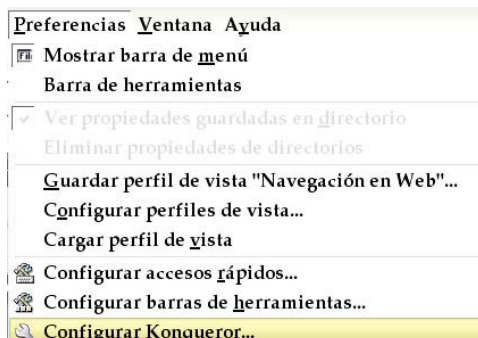 Preferencias Ventana Ayuda
Mostrar barra de menú
Barra de herramientas
Ver propiedades guardadas en directorio
Eliminar propiedades de directorios
Guardar perfil de vista "Navegación en Web"...
Configurar perfiles de vista...
Cargar perfil de vista
Configurar accesos rápidos...
Configurar barras de herramientas...
Configurar Konqueror...